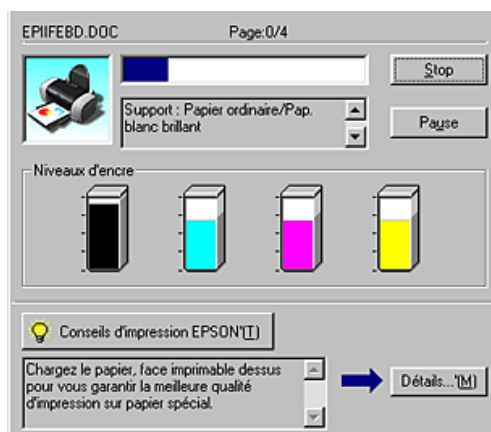 EPIIFEBD.DOC Page:0/4
Stop
Support : Papier ordinaire/Pap.
blanc brillant
Pause
Niveaux d'encre
Conseils d'impression EPSON'(T)
Chargez le papier, face imprimable dessus
pour vous garantir la meilleure qualité
d'impression sur papier spécial.
Détails...'(M)